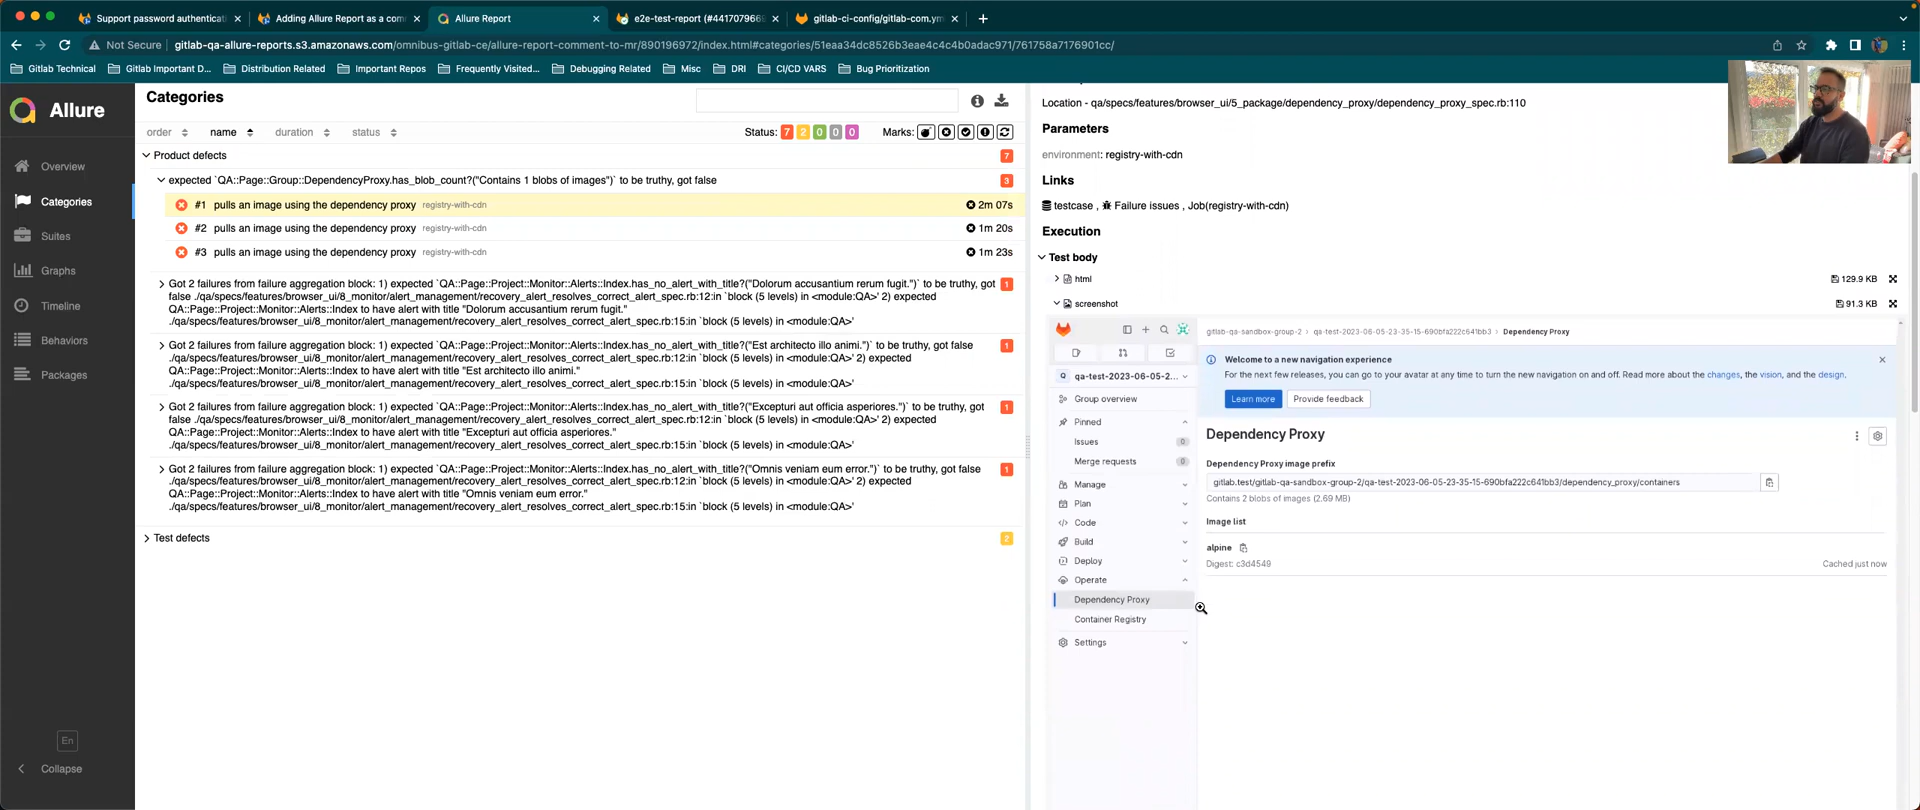 Support password authenticati
Adding Allure Report as a com
Allure Report
e2e-test-report (#4417079669
gitlab-ci-config/gitlab-com.ym
Not Secure
gitlab-qa-allure-reports.s3.amazonaws.com/omnibus-gitlab-ce/allure-report-comment-to-mr/890196972/index.html#categories/51eaa34dc8526b3eae4c4c4b0adac971/761758a7176901cc/
Gitlab Technical
Gitlab Important D...
Distribution Related
Important Repos
Frequently Visited...
Debugging Related
Misc
DRI
CI/CD VARS
Bug Prioritization
Allure
Overview
Categories
Suites
Graphs
Timeline
Behaviors
Packages
En
Collapse
Categories
order name duration status
Status: 7 2 0 0 0 Marks:
Product defects 7
expected `QA::Page::Group::DependencyProxy.has_blob_count?("Contains 1 blobs of images")` to be truthy, got false 3
#1 pulls an image using the dependency proxy registry-with-cdn 2m 07s
#2 pulls an image using the dependency proxy registry-with-cdn 1m 20s
#3 pulls an image using the dependency proxy registry-with-cdn 1m 23s
Got 2 failures from failure aggregation block: 1) expected `QA::Page::Project::Monitor::Alerts::Index.has_no_alert_with_title?("Dolorum accusantium rerum fugit.")` to be truthy, got 1
false ./qa/specs/features/browser_ui/8_monitor/alert_management/recovery_alert_resolves_correct_alert_spec.rb:12:in `block (5 levels) in <module:QA>' 2) expected
QA::Page::Project::Monitor::Alerts::Index to have alert with title "Dolorum accusantium rerum fugit."
./qa/specs/features/browser_ui/8_monitor/alert_management/recovery_alert_resolves_correct_alert_spec.rb:15:in `block (5 levels) in <module:QA>'
Got 2 failures from failure aggregation block: 1) expected `QA::Page::Project::Monitor::Alerts::Index.has_no_alert_with_title?("Est architecto illo animi.")` to be truthy, got false 1
./qa/specs/features/browser_ui/8_monitor/alert_management/recovery_alert_resolves_correct_alert_spec.rb:12:in `block (5 levels) in <module:QA>' 2) expected
QA::Page::Project::Monitor::Alerts::Index to have alert with title "Est architecto illo animi."
./qa/specs/features/browser_ui/8_monitor/alert_management/recovery_alert_resolves_correct_alert_spec.rb:15:in `block (5 levels) in <module:QA>'
Got 2 failures from failure aggregation block: 1) expected `QA::Page::Project::Monitor::Alerts::Index.has_no_alert_with_title?("Excepturi aut officia asperiores.")` to be truthy, got 1
false ./qa/specs/features/browser_ui/8_monitor/alert_management/recovery_alert_resolves_correct_alert_spec.rb:12:in `block (5 levels) in <module:QA>' 2) expected
QA::Page::Project::Monitor::Alerts::Index to have alert with title "Excepturi aut officia asperiores."
./qa/specs/features/browser_ui/8_monitor/alert_management/recovery_alert_resolves_correct_alert_spec.rb:15:in `block (5 levels) in <module:QA>'
Got 2 failures from failure aggregation block: 1) expected `QA::Page::Project::Monitor::Alerts::Index.has_no_alert_with_title?("Omnis veniam eum error.")` to be truthy, got false 1
./qa/specs/features/browser_ui/8_monitor/alert_management/recovery_alert_resolves_correct_alert_spec.rb:12:in `block (5 levels) in <module:QA>' 2) expected
QA::Page::Project::Monitor::Alerts::Index to have alert with title "Omnis veniam eum error."
./qa/specs/features/browser_ui/8_monitor/alert_management/recovery_alert_resolves_correct_alert_spec.rb:15:in `block (5 levels) in <module:QA>'
Test defects 2
Location - qa/specs/features/browser_ui/5_package/dependency_proxy/dependency_proxy_spec.rb:110
Parameters
environment: registry-with-cdn
Links
testcase , Failure issues , Job(registry-with-cdn)
Execution
Test body
html 129.9 KB
screenshot 91.3 KB
gitlab-qa-sandbox-group-2 › qa-test-2023-06-05-23-35-15-690bfa222c641bb3 › Dependency Proxy
Welcome to a new navigation experience
For the next few releases, you can go to your avatar at any time to turn the new navigation on and off. Read more about the changes, the vision, and the design.
Learn more
Provide feedback
Q qa-test-2023-06-05-2...
Group overview
Pinned
Issues 0
Merge requests 0
Manage
Plan
Code
Build
Deploy
Operate
Dependency Proxy
Container Registry
Settings
Dependency Proxy
Dependency Proxy image prefix
gitlab.test/gitlab-qa-sandbox-group-2/qa-test-2023-06-05-23-35-15-690bfa222c641bb3/dependency_proxy/containers
Contains 2 blobs of images (2.69 MB)
Image list
alpine
Digest: c3d4549 Cached just now